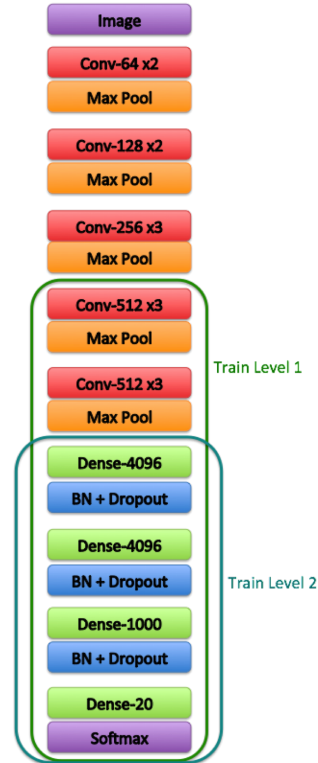 Image
Conv-64 x2
Max Pool
Conv-128 x2
Max Pool
Conv-256 x3
Max Pool
Conv-512 x3
Max Pool
Train Level 1
Conv-512 x3
Max Pool
Dense-4096
BN + Dropout
Dense-4096
BN + Dropout
Train Level 2
Dense-1000
BN + Dropout
Dense-20
Softmax